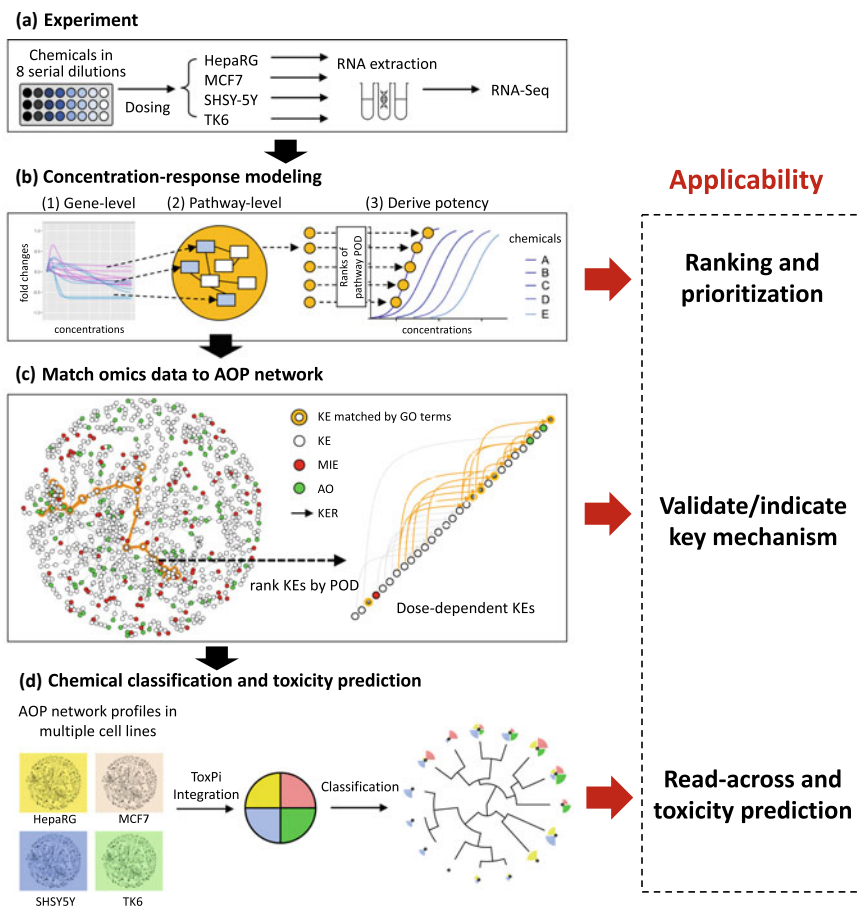 (a) Experiment
Chemicals in
8 serial dilutions
Dosing
HepaRG
MCF7
SHSY-5Y
TK6
RNA extraction
RNA-Seq
(b) Concentration-response modeling
(1) Gene-level
(2) Pathway-level
(3) Derive potency
fold changes
concentrations
Ranks of
pathway POD
concentrations
chemicals
A
B
C
D
E
(c) Match omics data to AOP network
KE matched by GO terms
KE
MIE
AO
KER
rank KEs by POD
Dose-dependent KEs
(d) Chemical classification and toxicity prediction
AOP network profiles in
multiple cell lines
HepaRG
MCF7
SHSY5Y
TK6
ToxPi
Integration
Classification
Applicability
Ranking and
prioritization
Validate/indicate
key mechanism
Read-across and
toxicity prediction